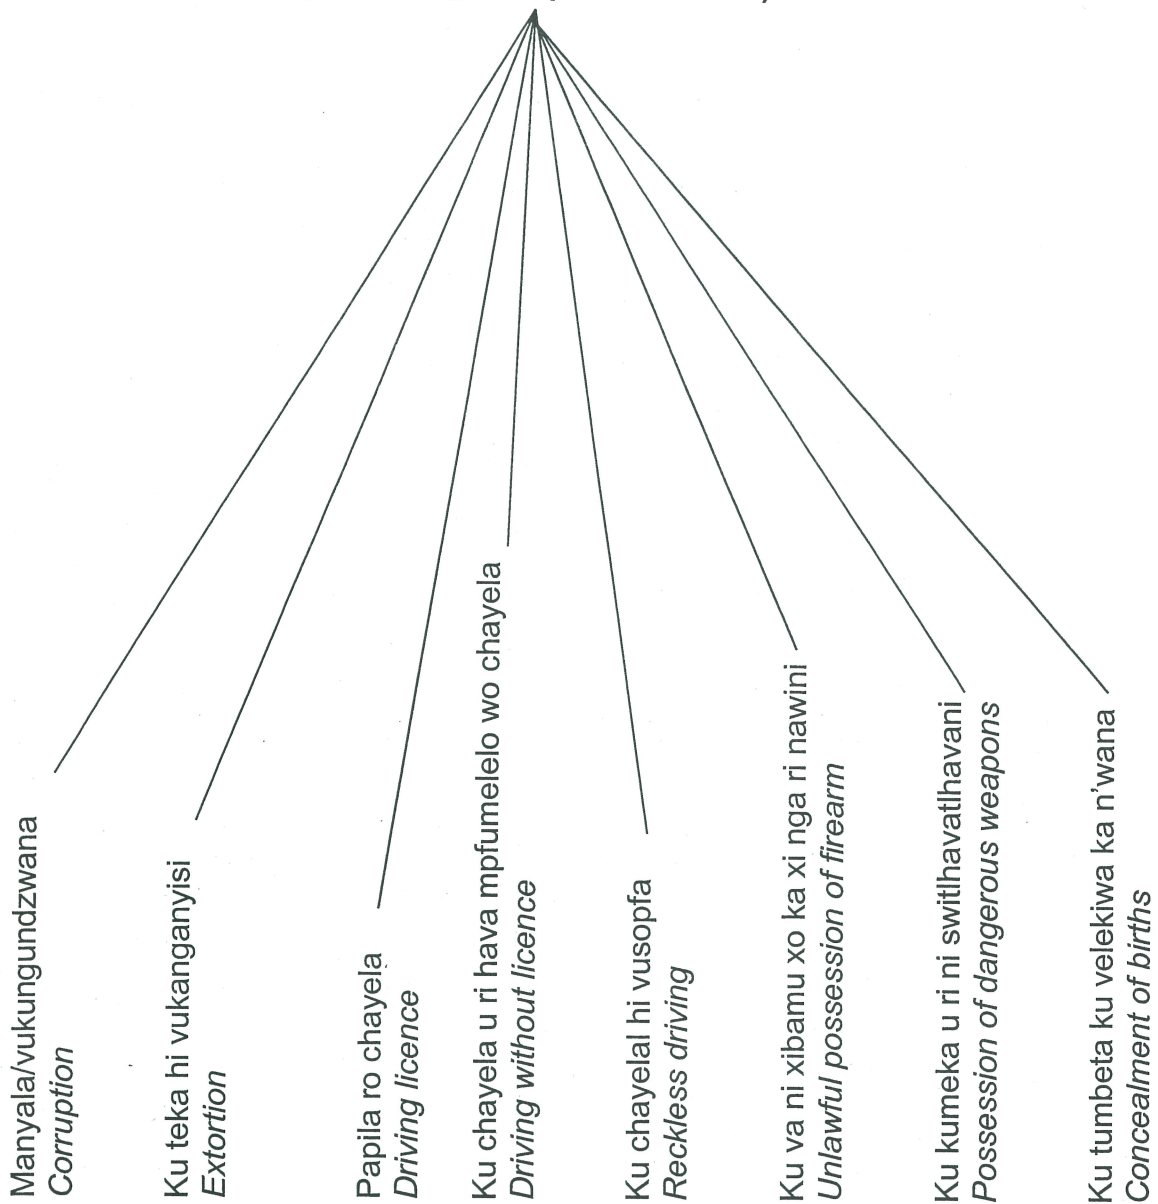 Manyala/vukungundzwana
Corruption
Ku teka hi vukanganyisi
Extortion
Papila ro chayela
Driving licence
Ku chayela u ri hava mpfumelelo wo chayela
Driving without licence
Ku chayelal hi vusopfa
Reckless driving
Ku va ni xibamu xo ka xi nga ri nawini
Unlawful possession of firearm
Ku kumeka u ri ni switlhavatlhavani
Possession of dangerous weapons
Ku tumbeta ku velekiwa ka n'wana
Concealment of births